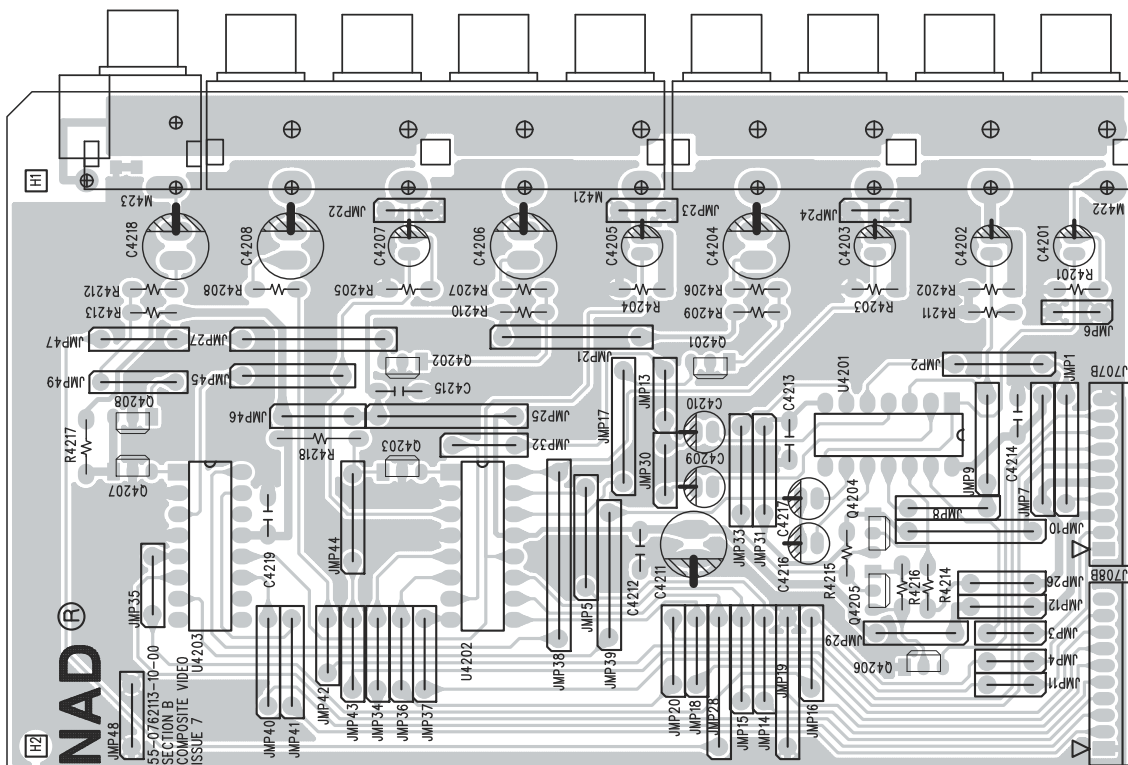 H1
M423
C4218
C4208
JMP22
C4207
C4206
M421
C4205
JMP23
C4204
JMP24
C4203
C4202
C4201
M422
R4201
R4212
R4208
R4205
R4207
R4204
R4206
R4203
R4202
R4213
R4210
R4209
R4211
JMP6
JMP47
JMP27
JMP21
Q4202
Q4201
JMP2
JMP1
J707B
JMP49
JMP45
C4215
JMP17
JMP13
C4213
U4201
Q4208
JMP46
JMP25
C4210
R4217
R4218
Q4203
JMP32
JMP30
C4209
JMP9
C4214
JMP7
Q4207
C4217
Q4204
JMP8
JMP10
JMP33
JMP31
JMP44
C4219
C4212
C4211
C4216
R4215
J708B
JMP35
JMP5
R4216
R4214
JMP26
JMP12
Q4205
NAD®
U4203
U4202
JMP38
JMP39
JMP29
JMP3
Q4206
JMP4
JMP11
JMP42
JMP20
JMP18
JMP28
JMP19
JMP40
JMP41
JMP43
JMP34
JMP36
JMP37
JMP15
JMP14
JMP16
H2
JMP48
55-0762113-10-00
SECTION B
COMPOSITE VIDEO
ISSUE 7